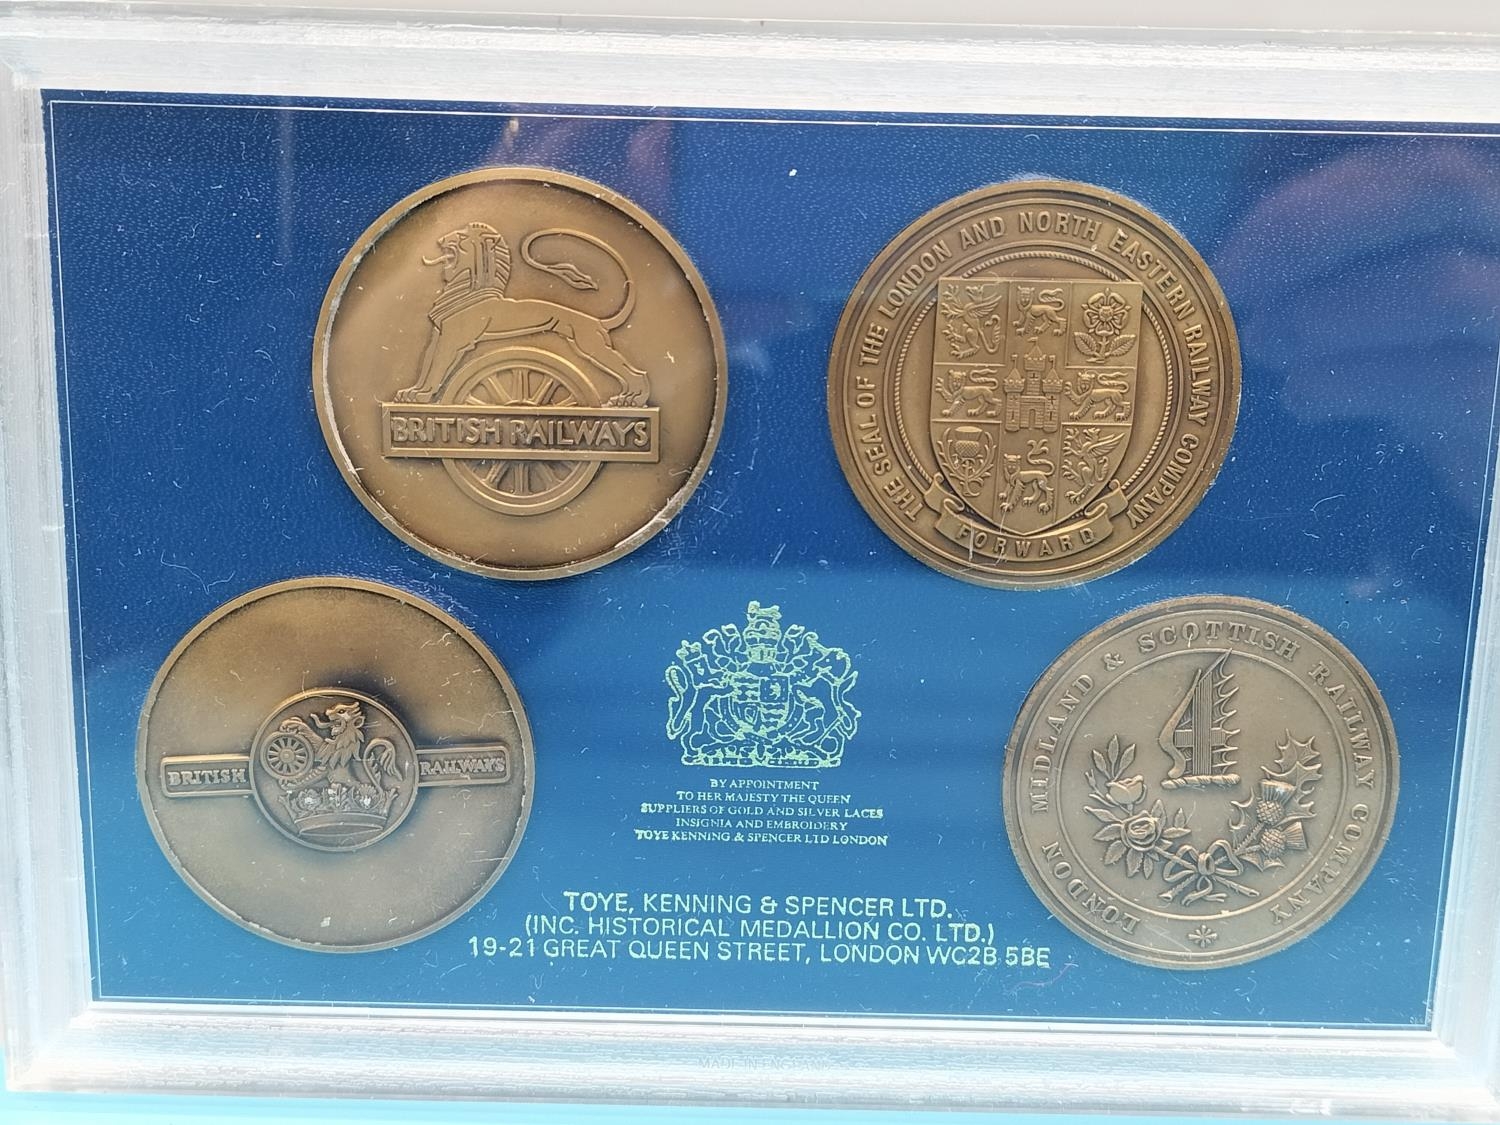 BRITISH RAILWAYS
THE SEAL OF THE LONDON AND NORTH EASTERN RAILWAY COMPANY
FORWARD
BRITISH RAILWAYS
LONDON MIDLAND & SCOTTISH RAILWAY COMPANY
BY APPOINTMENT
TO HER MAJESTY THE QUEEN
SUPPLIERS OF GOLD AND SILVER LACES
INSIGNIA AND EMBROIDERY
TOYE KENNING & SPENCER LTD LONDON
TOYE, KENNING & SPENCER LTD.
(INC. HISTORICAL MEDALLION CO. LTD.)
19-21 GREAT QUEEN STREET, LONDON WC2B 5BE
MADE IN ENGLAND